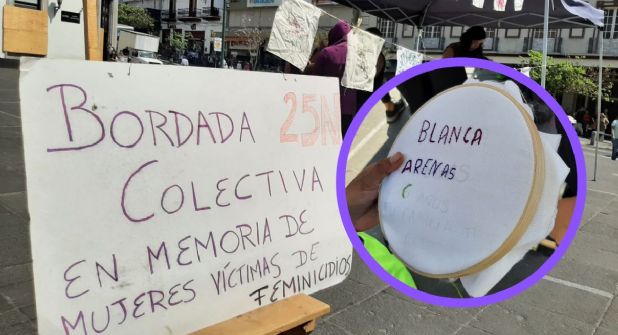 BORDADA 25N
COLECTIVA
EN MEMORIA DE
MUJERES VÍCTIMAS DE
FEMINICIDIOS
BLANCA
ARENAS